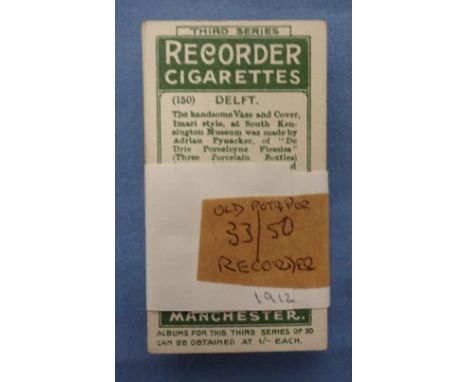 THIRD SERIES
RECORDER
CIGARETTES
(150) DELFT.
The handsome Vase and Cover,
Imari style, at South Ken-
sington Museum was made by
Adrian Pynacker, of "De
Drie Porceleyne Flessies"
(Three Porcelain Bottles)
OLD POT & POR
33/50
RECORDER
1912
MANCHESTER.
ALBUMS FOR THIS THIRD SERIES OF 50
CAN BE OBTAINED AT 1/- EACH.